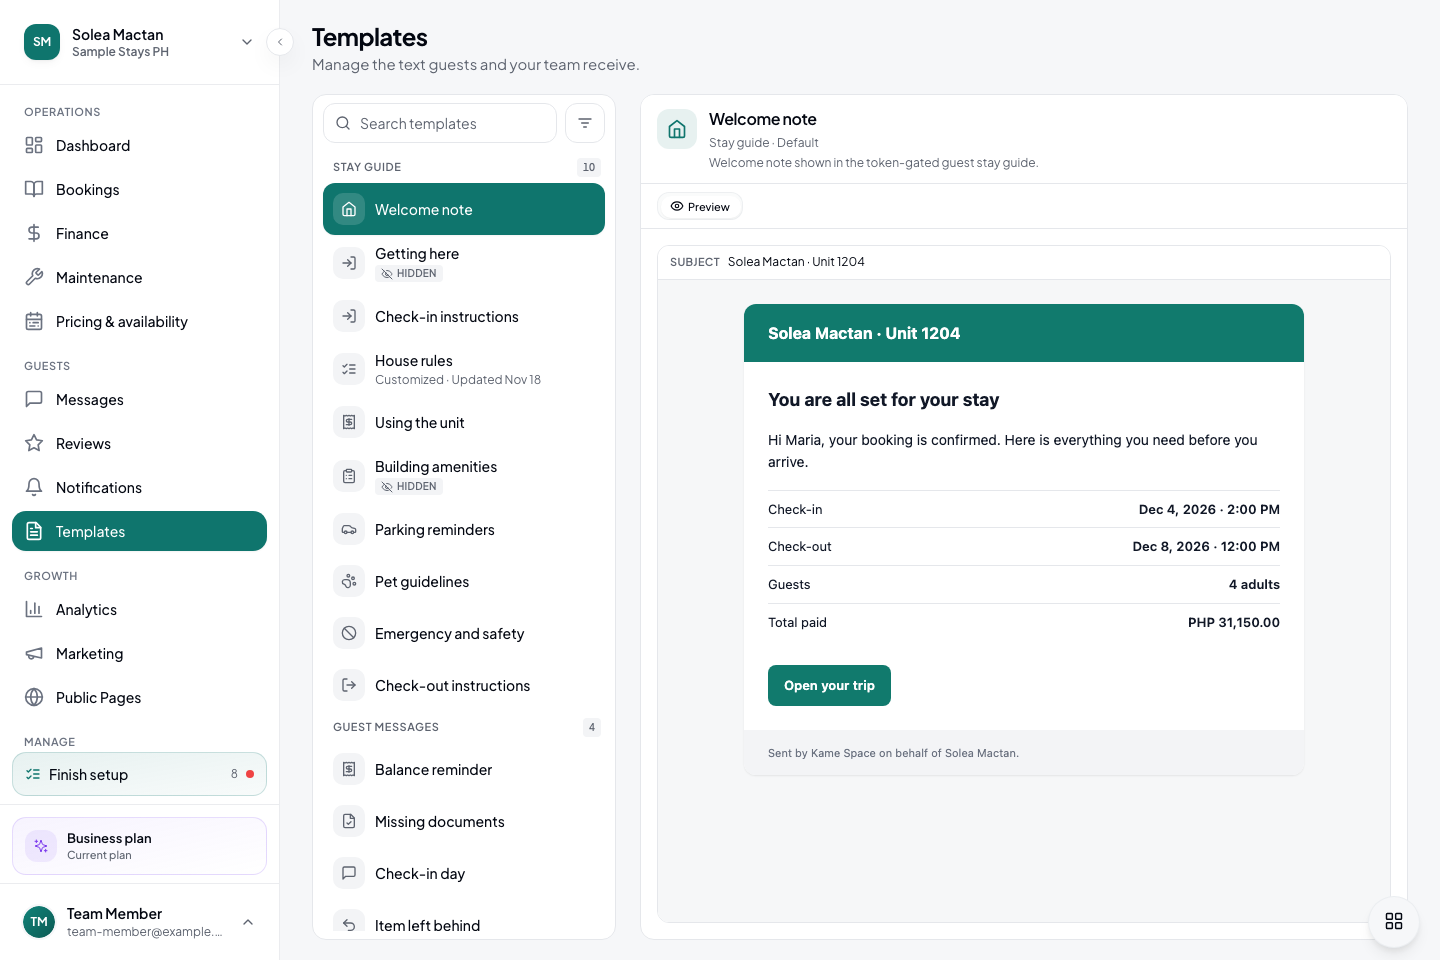 SM
Solea Mactan
Sample Stays PH
OPERATIONS
Dashboard
Bookings
Finance
Maintenance
Pricing & availability
GUESTS
Messages
Reviews
Notifications
Templates
GROWTH
Analytics
Marketing
Public Pages
MANAGE
Finish setup
8
Business plan
Current plan
TM
Team Member
team-member@example....
Templates
Manage the text guests and your team receive.
Search templates
STAY GUIDE
10
Welcome note
Getting here
HIDDEN
Check-in instructions
House rules
Customized · Updated Nov 18
Using the unit
Building amenities
HIDDEN
Parking reminders
Pet guidelines
Emergency and safety
Check-out instructions
GUEST MESSAGES
4
Balance reminder
Missing documents
Check-in day
Item left behind
Welcome note
Stay guide · Default
Welcome note shown in the token-gated guest stay guide.
Preview
SUBJECT Solea Mactan · Unit 1204
Solea Mactan · Unit 1204
You are all set for your stay
Hi Maria, your booking is confirmed. Here is everything you need before you
arrive.
Check-in Dec 4, 2026 · 2:00 PM
Check-out Dec 8, 2026 · 12:00 PM
Guests 4 adults
Total paid PHP 31,150.00
Open your trip
Sent by Kame Space on behalf of Solea Mactan.